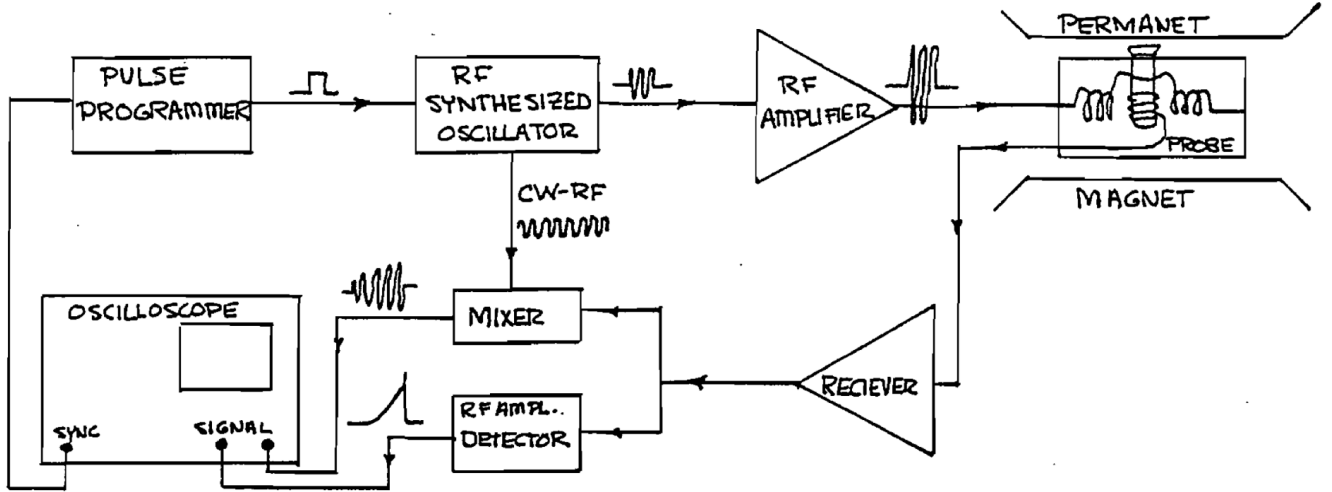 PULSE
PROGRAMMER
RF
SYNTHESIZED
OSCILLATOR
RF
AMPLIFIER
PERMANET
PROBE
MAGNET
CW-RF
OSCILLOSCOPE
SYNC
SIGNAL
MIXER
RF AMPL..
DETECTOR
RECIEVER